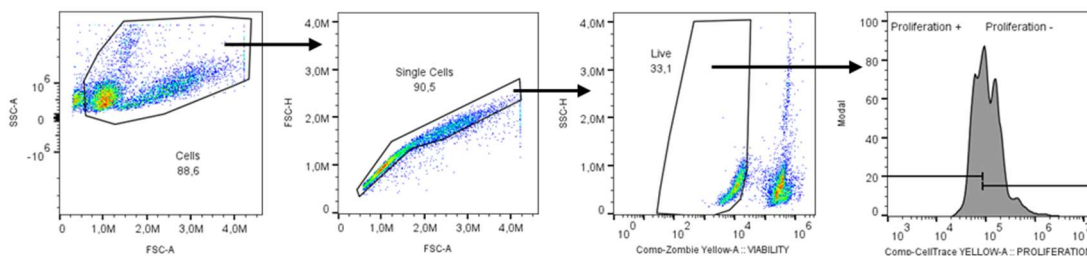 SSC-A
10⁶
0
-10⁶
Cells
88,6
0
1,0M
2,0M
3,0M
4,0M
FSC-A
FSC-H
4,0M
3,0M
2,0M
1,0M
0
Single Cells
90,5
0
1,0M
2,0M
3,0M
4,0M
FSC-A
SSC-H
4,0M
3,0M
2,0M
1,0M
0
Live
33,1
0
10³
10⁴
10⁵
10⁶
Comp-Zombie Yellow-A :: VIABILITY
Modal
100
80
60
40
20
0
Proliferation +
Proliferation -
10³
10⁴
10⁵
10⁶
Comp-CellTrace YELLOW-A :: PROLIFERATION